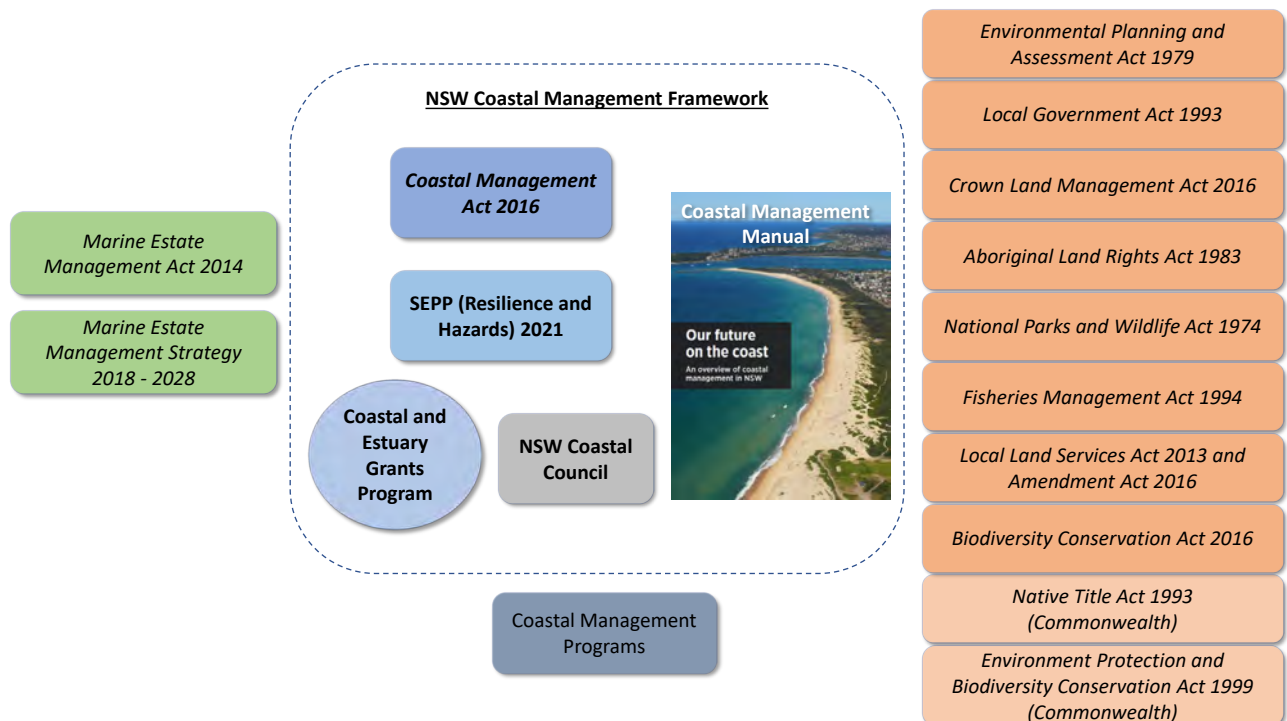 NSW Coastal Management Framework
Coastal Management
Act 2016
SEPP (Resilience and
Hazards) 2021
Coastal and
Estuary
Grants
Program
NSW Coastal
Council
Coastal Management
Manual
Our future
on the coast
An overview of coastal
management in NSW
Marine Estate
Management Act 2014
Marine Estate
Management Strategy
2018 - 2028
Coastal Management
Programs
Environmental Planning and
Assessment Act 1979
Local Government Act 1993
Crown Land Management Act 2016
Aboriginal Land Rights Act 1983
National Parks and Wildlife Act 1974
Fisheries Management Act 1994
Local Land Services Act 2013 and
Amendment Act 2016
Biodiversity Conservation Act 2016
Native Title Act 1993
(Commonwealth)
Environment Protection and
Biodiversity Conservation Act 1999
(Commonwealth)